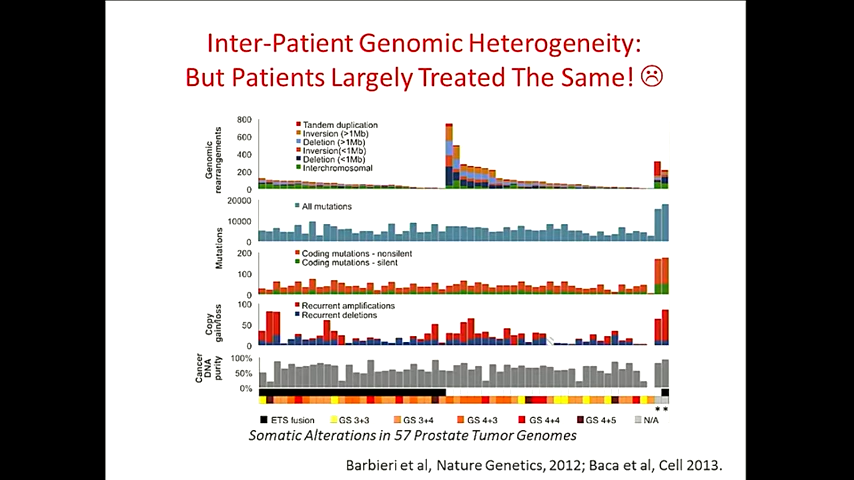 Inter-Patient Genomic Heterogeneity:
But Patients Largely Treated The Same! ☹
Genomic rearrangements
800
600
400
200
0
Tandem duplication
Inversion (>1Mb)
Deletion (>1Mb)
Inversion(<1Mb)
Deletion (<1Mb)
Interchromosomal
Mutations
20000
10000
0
All mutations
200
100
0
Coding mutations - nonsilent
Coding mutations - silent
Copy gain/loss
100
50
0
Recurrent amplifications
Recurrent deletions
Cancer DNA purity
100%
50%
0%
**
ETS fusion GS 3+3 GS 3+4 GS 4+3 GS 4+4 GS 4+5 N/A
Somatic Alterations in 57 Prostate Tumor Genomes
Barbieri et al, Nature Genetics, 2012; Baca et al, Cell 2013.